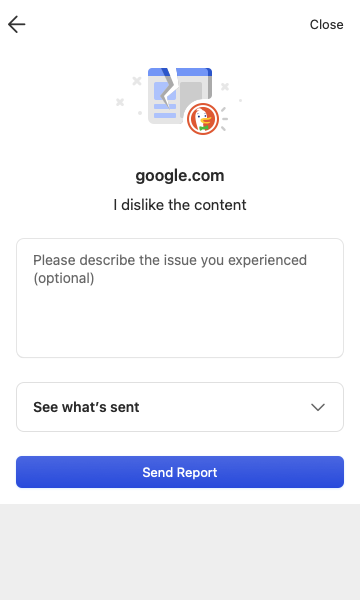 Close
google.com
I dislike the content
Please describe the issue you experienced
(optional)
See what's sent
Send Report